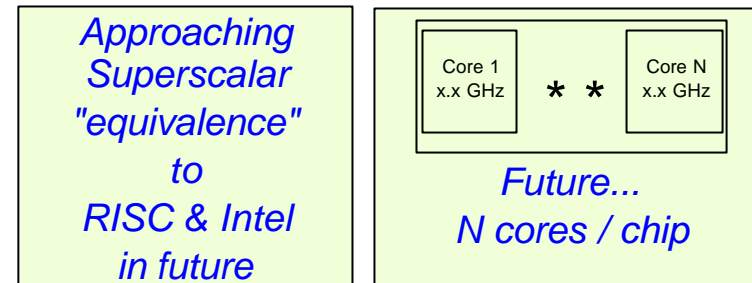 Approaching
Superscalar
"equivalence"
to
RISC & Intel
in future
Core 1
x.x GHz
* *
Core N
x.x GHz
Future...
N cores / chip